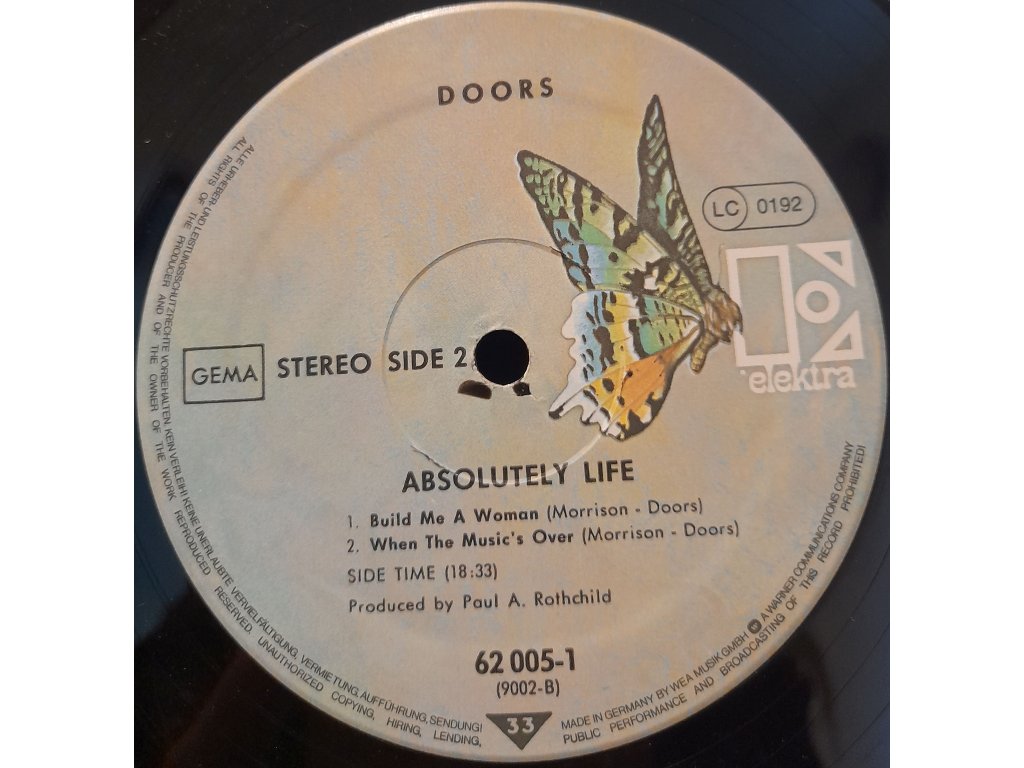 DOORS
LC 0192
elektra
GEMA
STEREO SIDE 2
ABSOLUTELY LIFE
1. Build Me A Woman (Morrison - Doors)
2. When The Music's Over (Morrison - Doors)
SIDE TIME (18:33)
Produced by Paul A. Rothchild
62 005-1
(9002-B)
33
ALLE URHEBER- UND LEISTUNGSSCHUTZRECHTE VORBEHALTEN. KEIN VERLEIH! KEINE UNERLAUBTE VERVIELFÄLTIGUNG, VERMIETUNG, AUFFÜHRUNG, SENDUNG!
ALL RIGHTS OF THE PRODUCER AND OF THE OWNER OF THE WORK REPRODUCED RESERVED. UNAUTHORIZED COPYING, HIRING, LENDING,
MADE IN GERMANY BY WEA MUSIK GMBH A WARNER COMMUNICATIONS COMPANY
PUBLIC PERFORMANCE AND BROADCASTING OF THIS RECORD PROHIBITED!